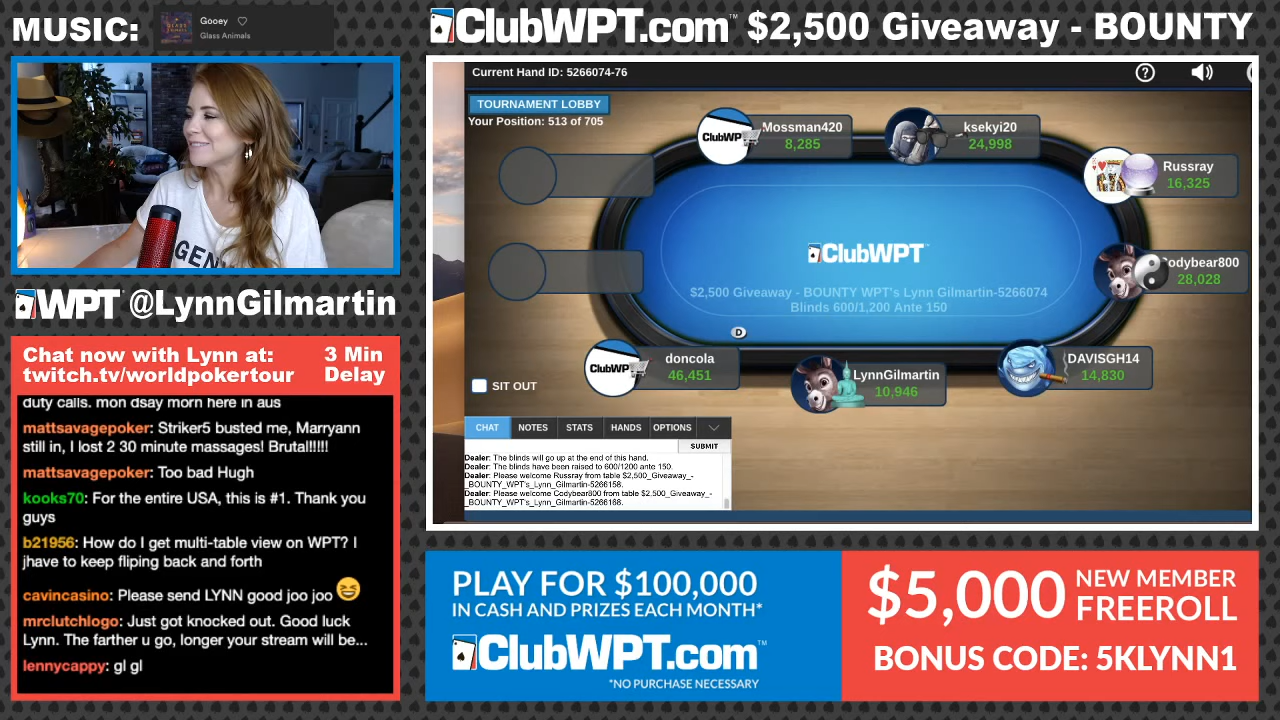 MUSIC:
Gooey
Glass Animals
ClubWPT.com™ $2,500 Giveaway - BOUNTY
WPT @LynnGilmartin
Chat now with Lynn at:
twitch.tv/worldpokertour
3 Min
Delay
duty calls. mon dsay morn here in aus
mattsavagepoker: Striker5 busted me, Marryann
still in, I lost 2 30 minute massages! Brutal!!!!!
mattsavagepoker: Too bad Hugh
kooks70: For the entire USA, this is #1. Thank you
guys
b21956: How do I get multi-table view on WPT? I
jhave to keep fliping back and forth
cavincasino: Please send LYNN good joo joo
mrclutchlogo: Just got knocked out. Good luck
Lynn. The farther u go, longer your stream will be...
lennycappy: gl gl
Current Hand ID: 5266074-76
TOURNAMENT LOBBY
Your Position: 513 of 705
ClubWP
Mossman420
8,285
ksekyi20
24,998
Russray
16,325
Codybear800
28,028
ClubWPT
$2,500 Giveaway - BOUNTY WPT's Lynn Gilmartin-5266074
Blinds 600/1,200 Ante 150
D
ClubWP
doncola
46,451
LynnGilmartin
10,946
DAVISGH14
14,830
SIT OUT
CHAT NOTES STATS HANDS OPTIONS
SUBMIT
Dealer: The blinds will go up at the end of this hand.
Dealer: The blinds have been raised to 600/1200 ante 150.
Dealer: Please welcome Russray from table $2,500_Giveaway_-
_BOUNTY_WPT's_Lynn_Gilmartin-5266158.
Dealer: Please welcome Codybear800 from table $2,500_Giveaway_-
_BOUNTY_WPT's_Lynn_Gilmartin-5266168.
PLAY FOR $100,000
IN CASH AND PRIZES EACH MONTH*
ClubWPT.com™
*NO PURCHASE NECESSARY
$5,000 NEW MEMBER
FREEROLL
BONUS CODE: 5KLYNN1